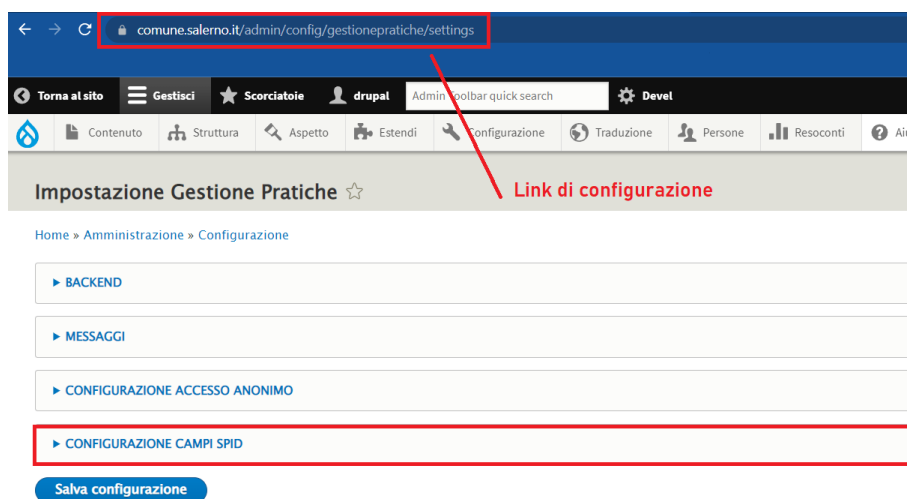 comune.salerno.it/admin/config/gestionepratiche/settings
Torna al sito Gestisci Scorciatoie drupal Admin Toolbar quick search Devel
Contenuto Struttura Aspetto Estendi Configurazione Traduzione Persone Resoconti
Impostazione Gestione Pratiche
Link di configurazione
Home » Amministrazione » Configurazione
BACKEND
MESSAGGI
CONFIGURAZIONE ACCESSO ANONIMO
CONFIGURAZIONE CAMPI SPID
Salva configurazione